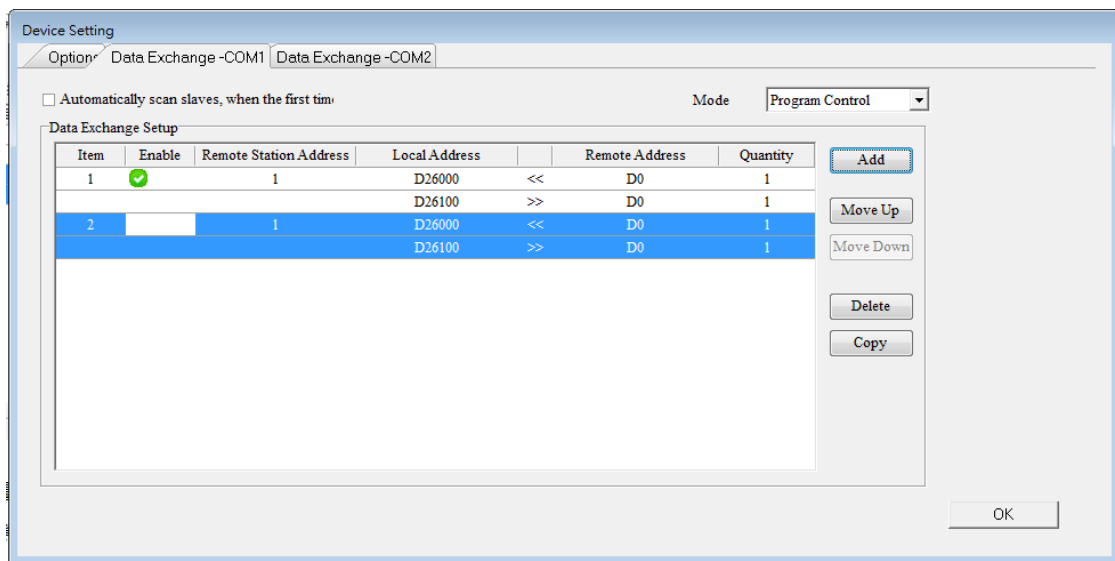 Device Setting
Options Data Exchange -COM1 Data Exchange -COM2
Automatically scan slaves, when the first time Mode Program Control
Data Exchange Setup
Item Enable Remote Station Address Local Address Remote Address Quantity Add
1 1 D26000 << D0 1
D26100 >> D0 1 Move Up
2 1 D26000 << D0 1
D26100 >> D0 1 Move Down
Delete
Copy
OK